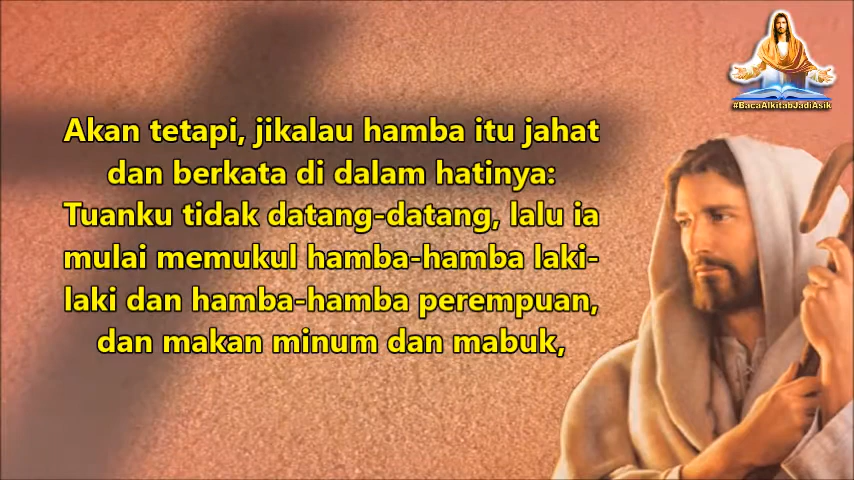 #BacaAlkitabJadiAsik
Akan tetapi, jikalau hamba itu jahat
dan berkata di dalam hatinya:
Tuanku tidak datang-datang, lalu ia
mulai memukul hamba-hamba laki-
laki dan hamba-hamba perempuan,
dan makan minum dan mabuk,